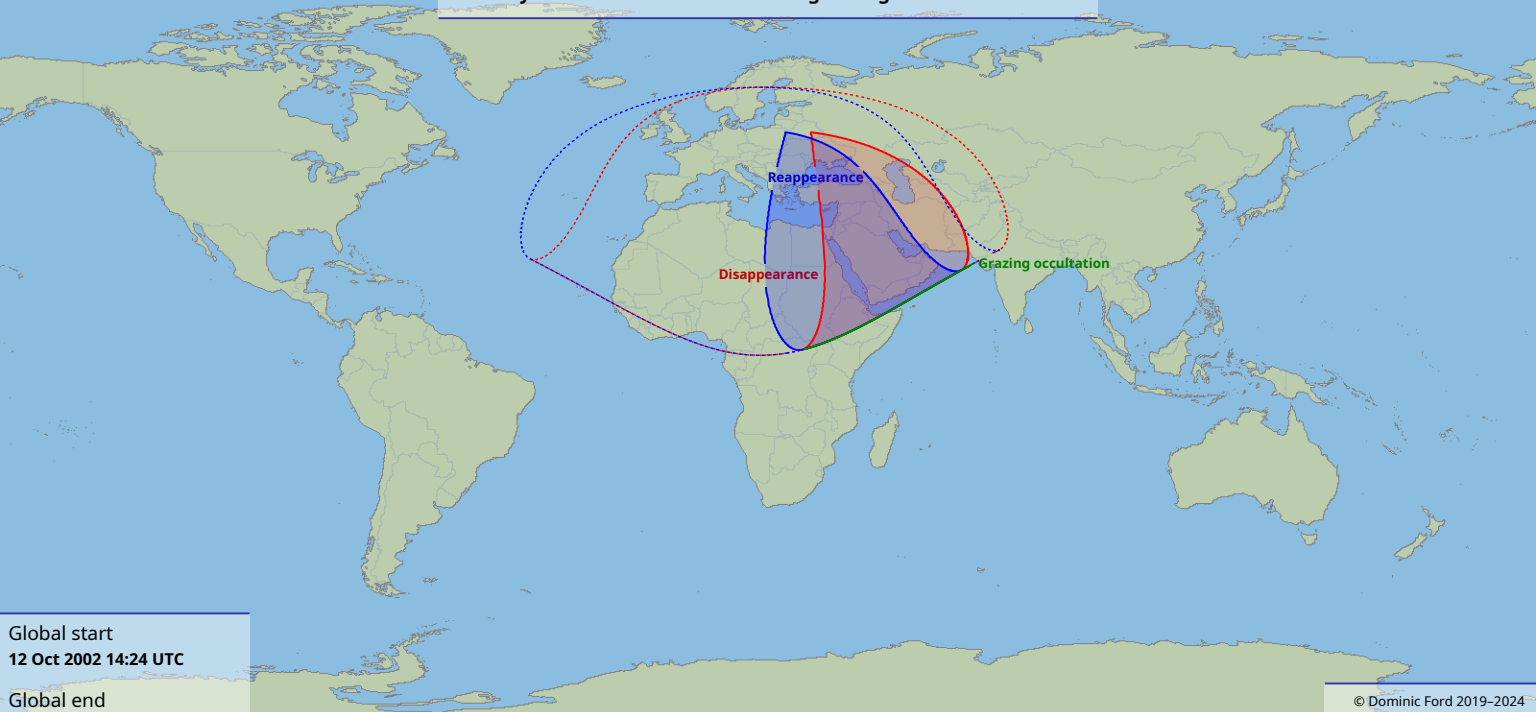 Reappearance
Grazing occultation
Disappearance
Global start
12 Oct 2002 14:24 UTC
Global end
© Dominic Ford 2019–2024